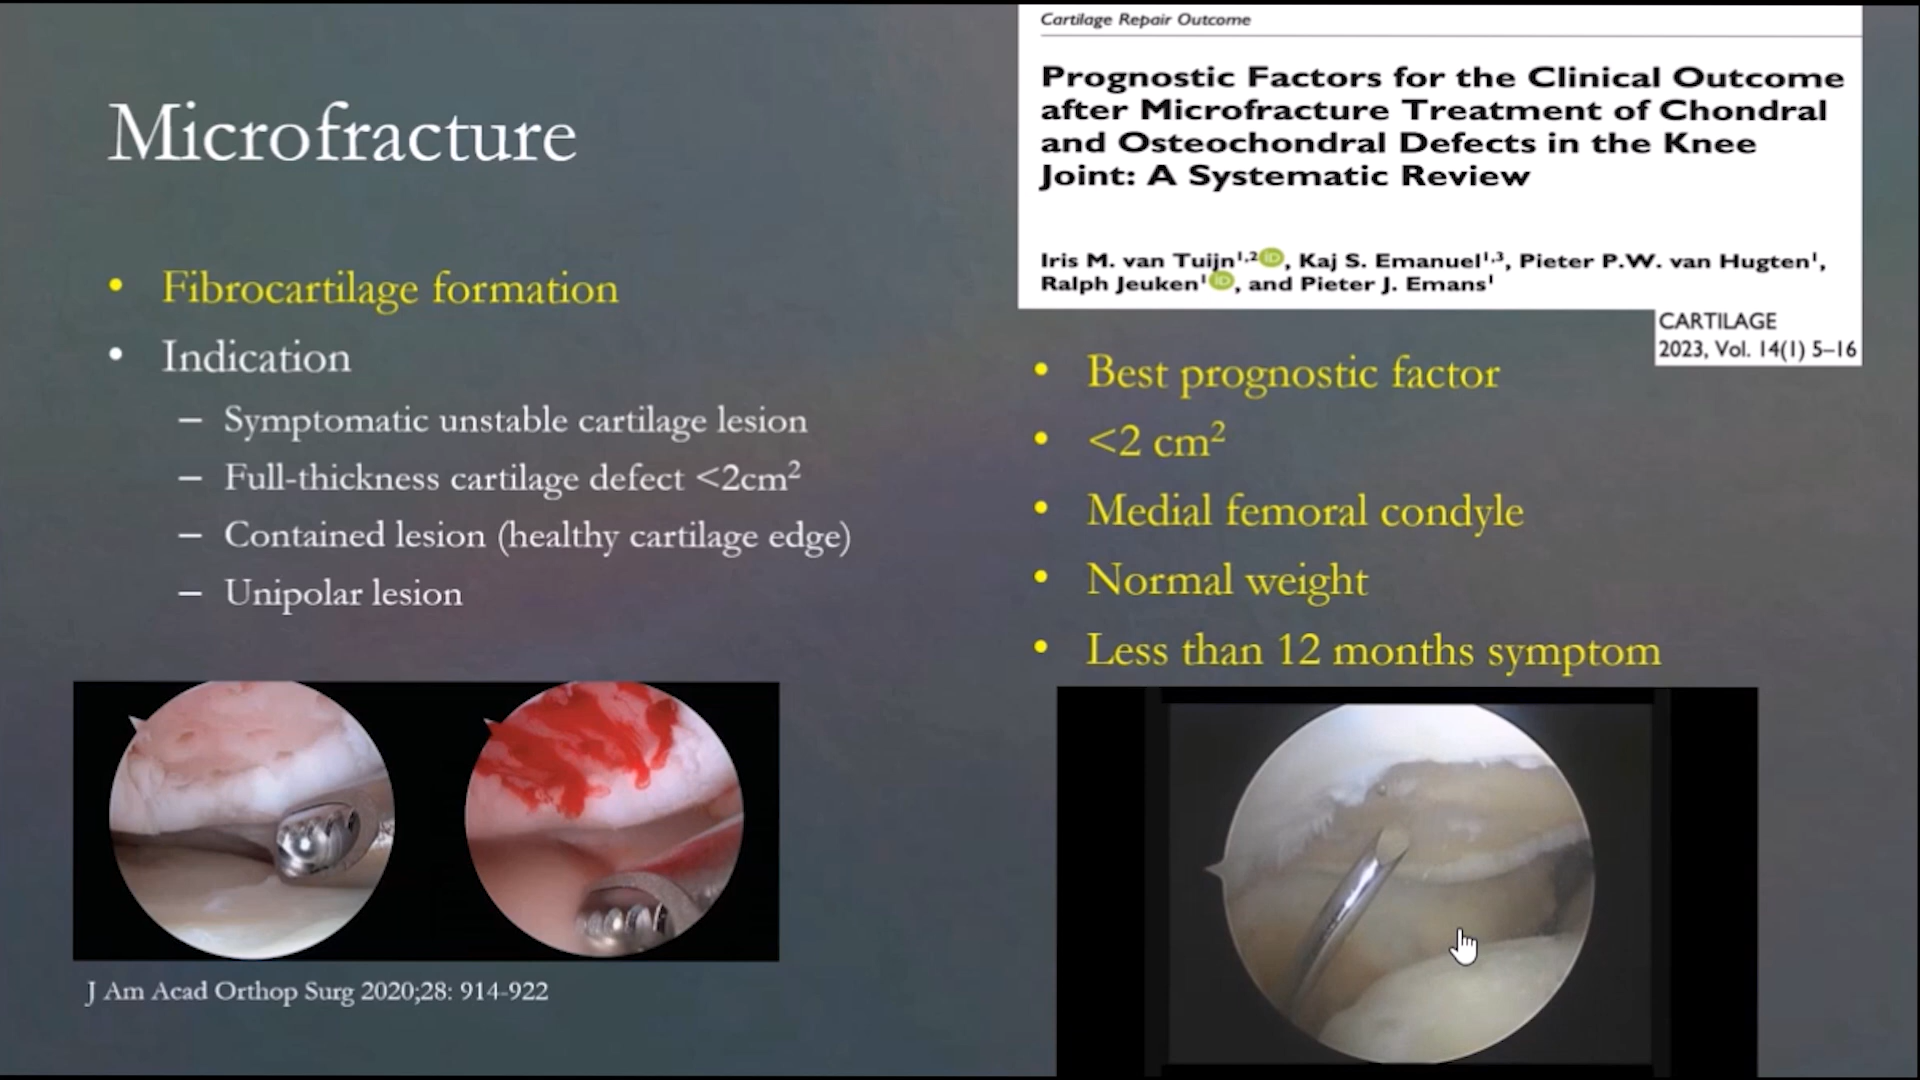 Microfracture
• Fibrocartilage formation
• Indication
– Symptomatic unstable cartilage lesion
– Full-thickness cartilage defect <2cm²
– Contained lesion (healthy cartilage edge)
– Unipolar lesion
J Am Acad Orthop Surg 2020;28: 914-922
Cartilage Repair Outcome
Prognostic Factors for the Clinical Outcome
after Microfracture Treatment of Chondral
and Osteochondral Defects in the Knee
Joint: A Systematic Review
Iris M. van Tuijn¹,² iD, Kaj S. Emanuel¹,³, Pieter P.W. van Hugten¹,
Ralph Jeuken¹ iD, and Pieter J. Emans¹
CARTILAGE
2023, Vol. 14(1) 5–16
• Best prognostic factor
• <2 cm²
• Medial femoral condyle
• Normal weight
• Less than 12 months symptom